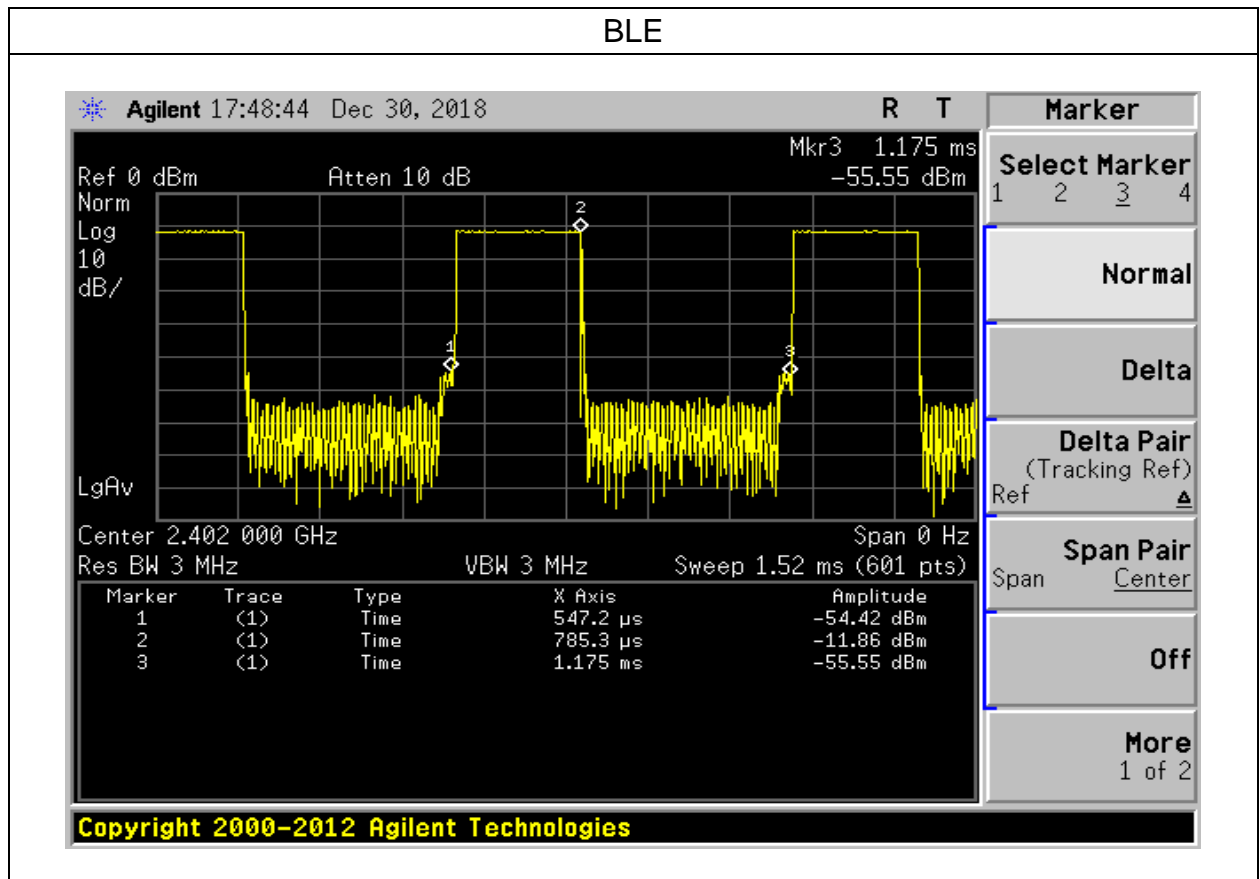 BLE
Agilent 17:48:44 Dec 30, 2018 R T
Mkr3 1.175 ms
Ref 0 dBm Atten 10 dB -55.55 dBm
Norm
Log
10
dB/
2
1
3
LgAv
Center 2.402 000 GHz Span 0 Hz
Res BW 3 MHz VBW 3 MHz Sweep 1.52 ms (601 pts)
Marker Trace Type X Axis Amplitude
1 (1) Time 547.2 µs -54.42 dBm
2 (1) Time 785.3 µs -11.86 dBm
3 (1) Time 1.175 ms -55.55 dBm
Marker
Select Marker
1 2 3 4
Normal
Delta
Delta Pair
(Tracking Ref)
Ref Δ
Span Pair
Span Center
Off
More
1 of 2
Copyright 2000-2012 Agilent Technologies